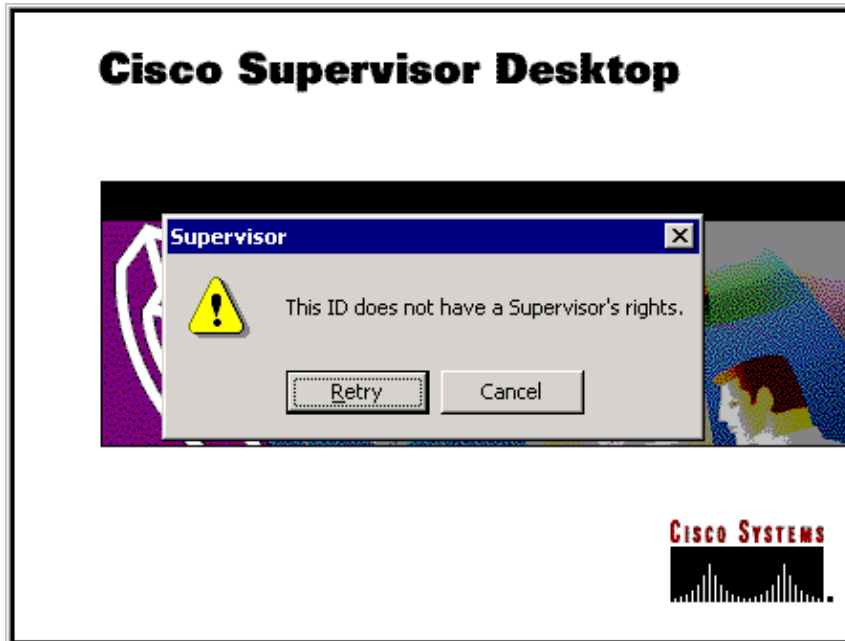 Cisco Supervisor Desktop
Supervisor
This ID does not have a Supervisor's rights.
Retry
Cancel
CISCO SYSTEMS